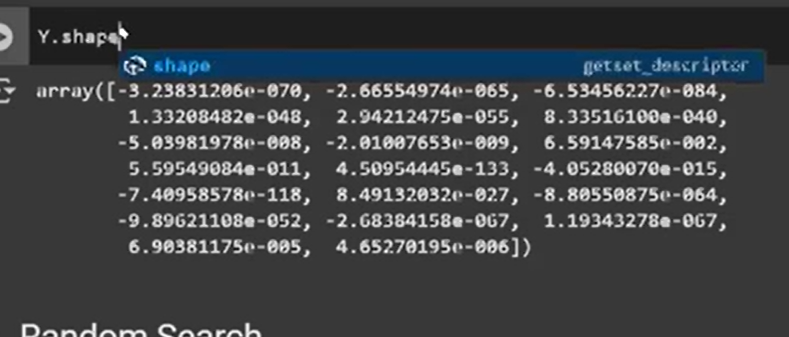 Y.shape
shape getset_descriptor
array([-3.23831206e-070, -2.66554974e-065, -6.53456227e-084,
1.33208482e-048, 2.94212475e-055, 8.33516100e-040,
-5.03981978e-008, -2.01007653e-009, 6.59147585e-002,
5.59549084e-011, 4.50954445e-133, -4.05280070e-015,
-7.40958578e-118, 8.49132032e-027, -8.80550875e-064,
-9.89621108e-052, -2.68384158e-067, 1.19343278e-067,
6.90381175e-005, 4.65270195e-006])
Random Search